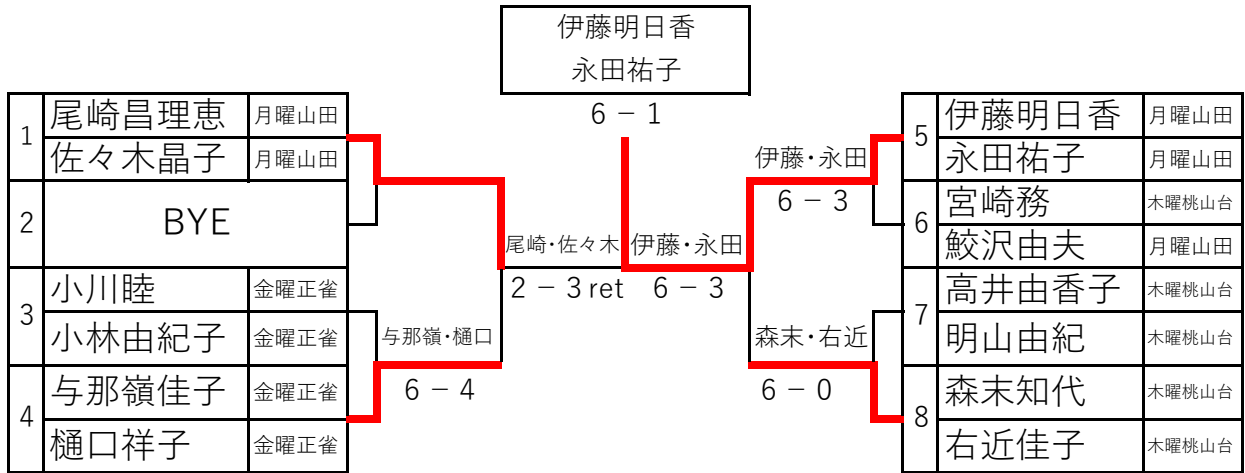 伊藤明日香
永田祐子
6 − 1
1 尾崎昌理恵 月曜山田
佐々木晶子 月曜山田
2 BYE
3 小川睦 金曜正雀
小林由紀子 金曜正雀
4 与那嶺佳子 金曜正雀
樋口祥子 金曜正雀
与那嶺・樋口
6 − 4
尾崎・佐々木
2 − 3 ret
伊藤・永田
6 − 3
伊藤・永田
6 − 3
森末・右近
6 − 0
5 伊藤明日香 月曜山田
永田祐子 月曜山田
6 宮崎務 木曜桃山台
鮫沢由夫 月曜山田
7 高井由香子 木曜桃山台
明山由紀 木曜桃山台
8 森末知代 木曜桃山台
右近佳子 木曜桃山台